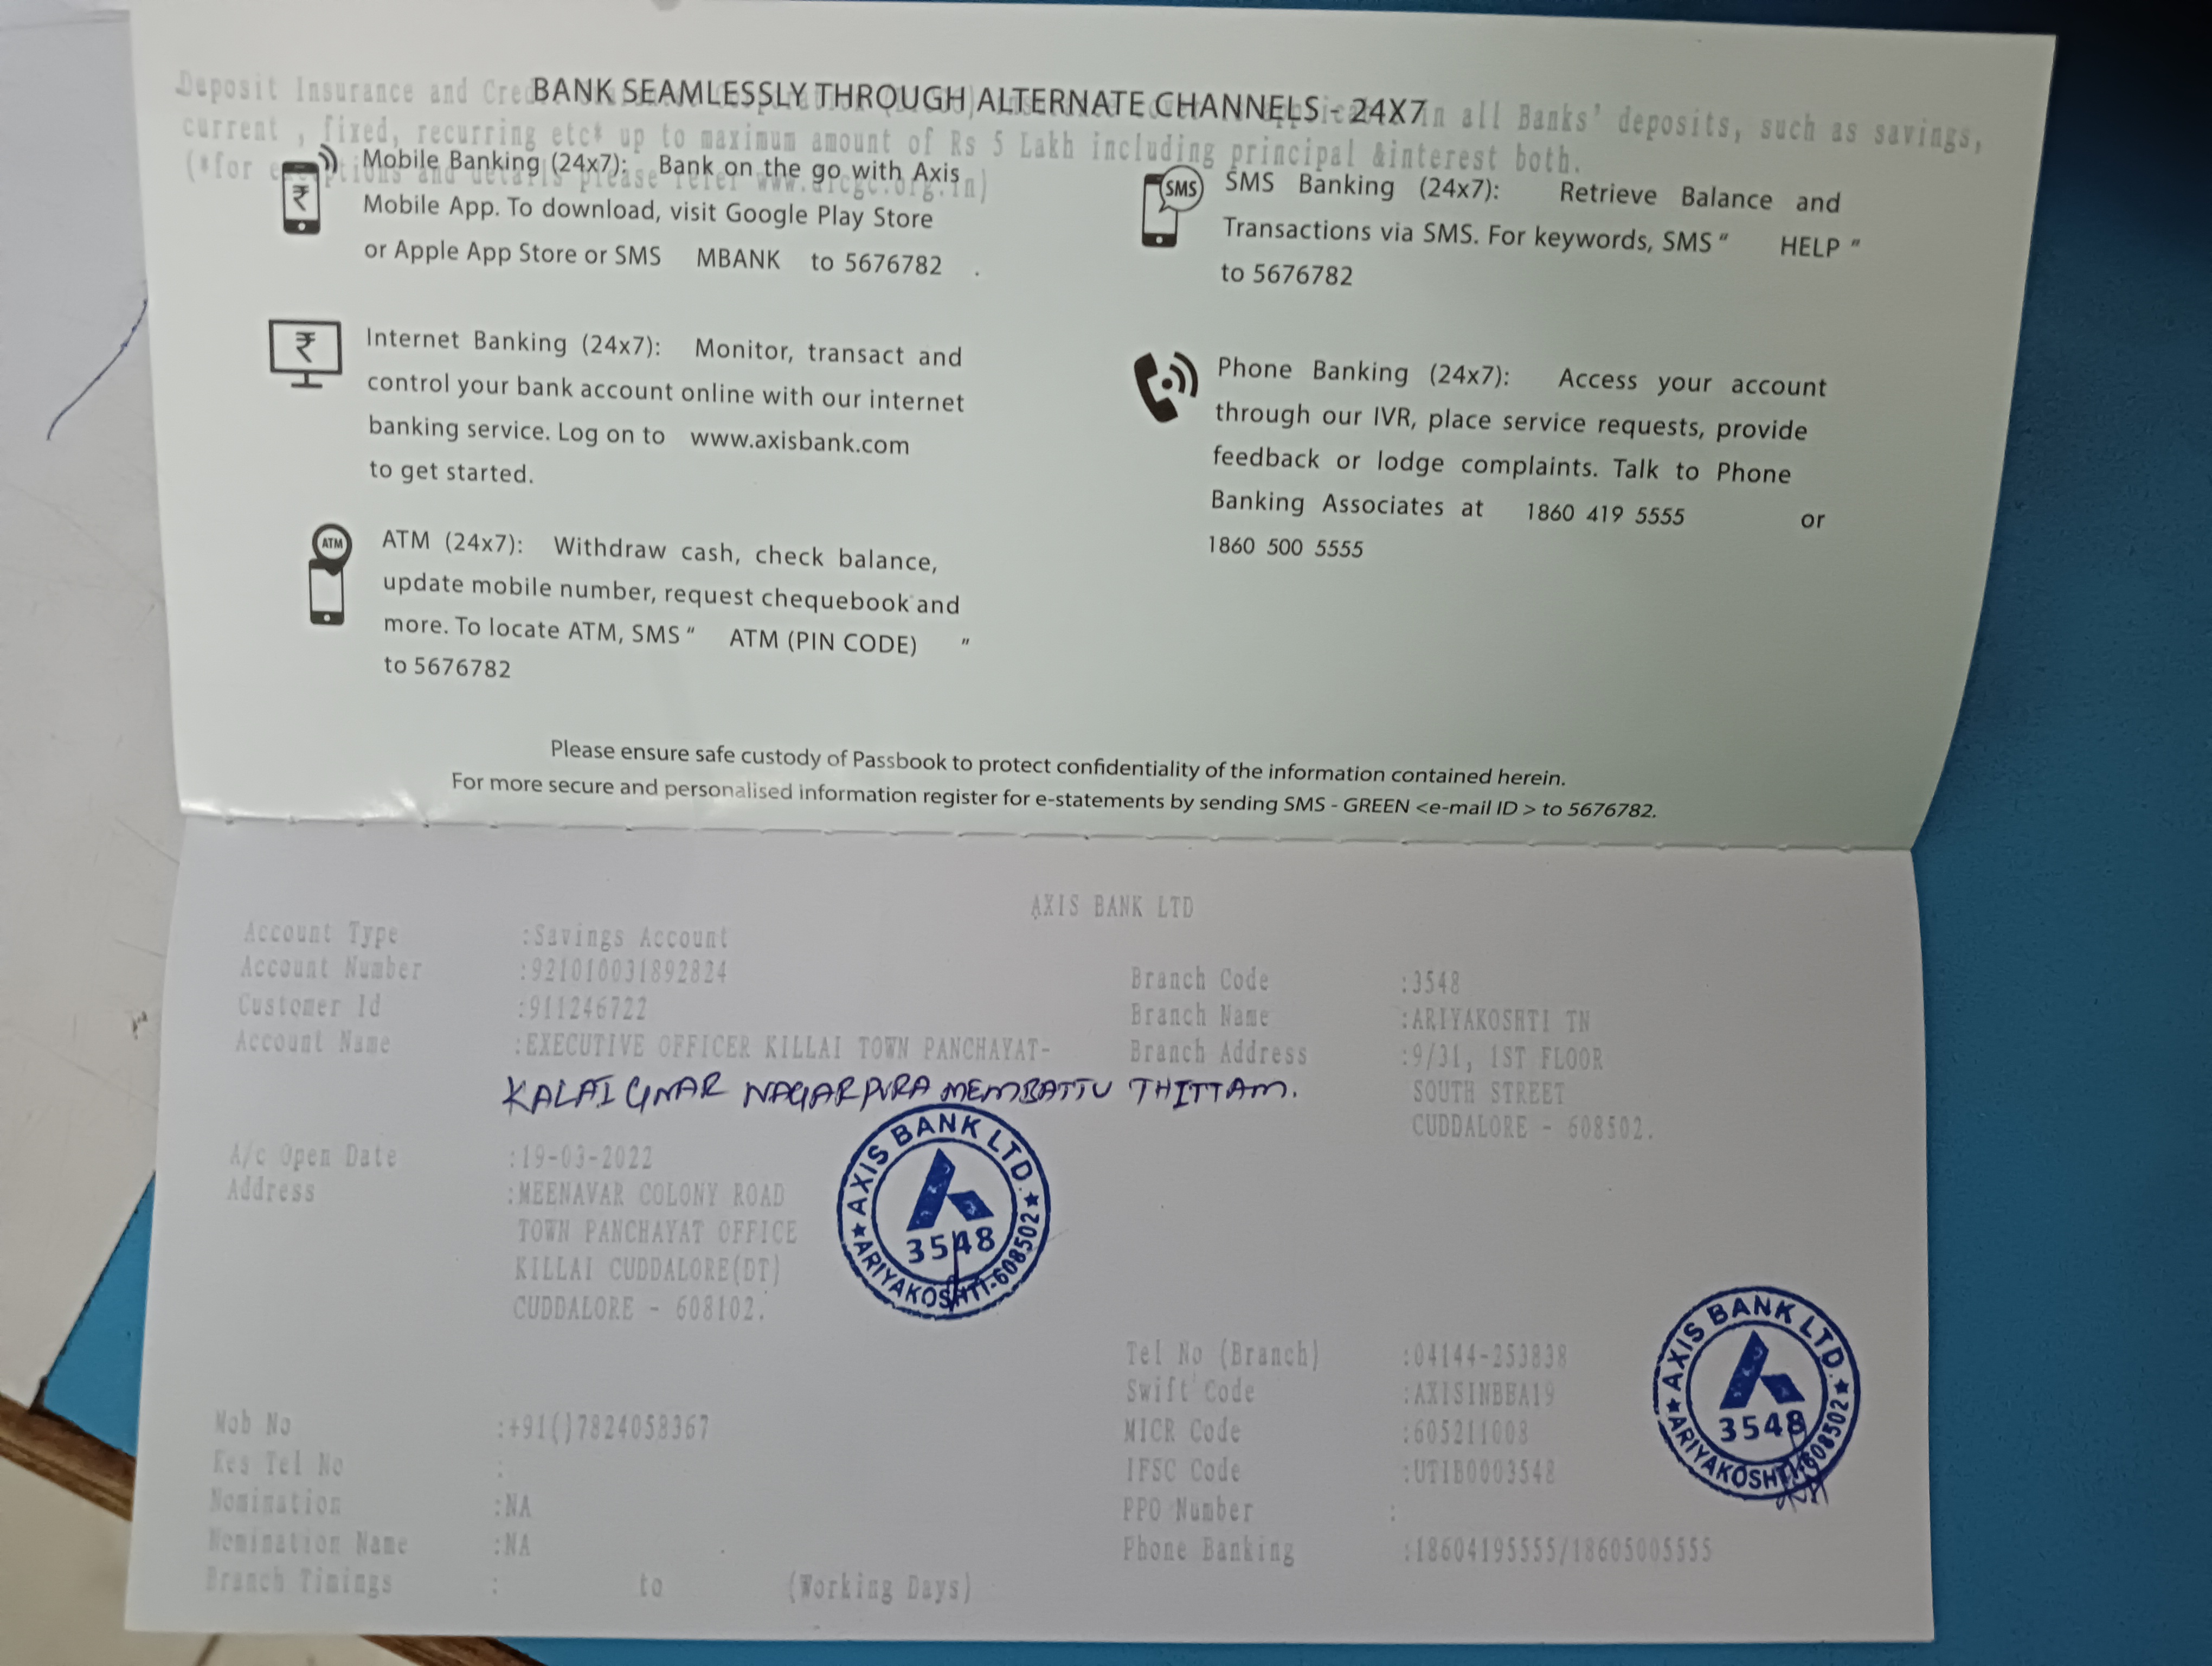 BANK SEAMLESSLY THROUGH ALTERNATE CHANNELS - 24X7
Deposit Insurance and in all Banks' deposits, such as savings,
current , fixed, recurring etc* up to maximum amount of Rs 5 Lakh including principal &interest both.
(*for please refer www.dicgc.org.in)
Mobile Banking (24x7): Bank on the go with Axis
Mobile App. To download, visit Google Play Store
or Apple App Store or SMS MBANK to 5676782 .
₹
Internet Banking (24x7): Monitor, transact and
control your bank account online with our internet
banking service. Log on to www.axisbank.com
to get started.
₹
ATM
ATM (24x7): Withdraw cash, check balance,
update mobile number, request chequebook and
more. To locate ATM, SMS " ATM (PIN CODE) "
to 5676782
SMS
SMS Banking (24x7): Retrieve Balance and
Transactions via SMS. For keywords, SMS " HELP "
to 5676782
Phone Banking (24x7): Access your account
through our IVR, place service requests, provide
feedback or lodge complaints. Talk to Phone
Banking Associates at 1860 419 5555 or
1860 500 5555
Please ensure safe custody of Passbook to protect confidentiality of the information contained herein.
For more secure and personalised information register for e-statements by sending SMS - GREEN <e-mail ID > to 5676782.
AXIS BANK LTD
Account Type :Savings Account
Account Number :921010031892824
Customer Id :911246722
Account Name :EXECUTIVE OFFICER KILLAI TOWN PANCHAYAT-
KALAIGNAR NAGARPURA MEMBATTU THITTAM.
A/c Open Date :19-03-2022
Address :MEENAVAR COLONY ROAD
TOWN PANCHAYAT OFFICE
KILLAI CUDDALORE(DT)
CUDDALORE - 608102.
Mob No :+91()7824058367
Res Tel No :
Nomination :NA
Nomination Name :NA
Branch Timings : to (Working Days)
Branch Code :3548
Branch Name :ARIYAKOSHTI TN
Branch Address :9/31, 1ST FLOOR
SOUTH STREET
CUDDALORE - 608502.
Tel No (Branch) :04144-253838
Swift Code :AXISINBBA19
MICR Code :605211008
IFSC Code :UTIB0003548
PPO Number :
Phone Banking :18604195555/18605005555
AXIS BANK LTD.
3548
ARIYAKOSHTI-608502
AXIS BANK LTD.
3548
ARIYAKOSHTI-608502